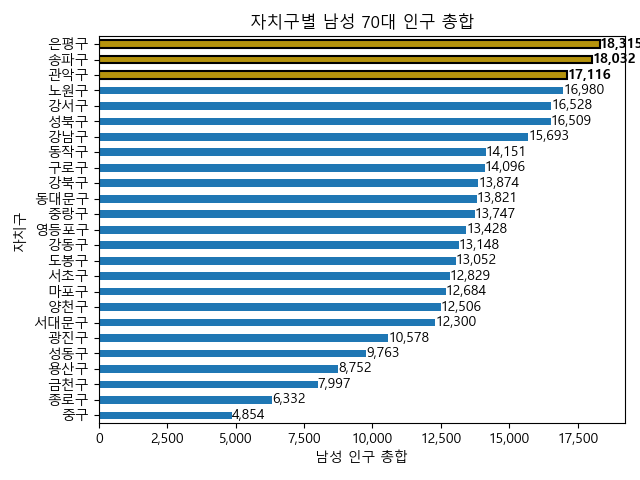 자치구별 남성 70대 인구 총합
은평구 18,315
송파구 18,032
관악구 17,116
노원구 16,980
강서구 16,528
성북구 16,509
강남구 15,693
동작구 14,151
구로구 14,096
강북구 13,874
동대문구 13,821
중랑구 13,747
영등포구 13,428
강동구 13,148
도봉구 13,052
서초구 12,829
마포구 12,684
양천구 12,506
서대문구 12,300
광진구 10,578
성동구 9,763
용산구 8,752
금천구 7,997
종로구 6,332
중구 4,854
자치구
0 2,500 5,000 7,500 10,000 12,500 15,000 17,500
남성 인구 총합